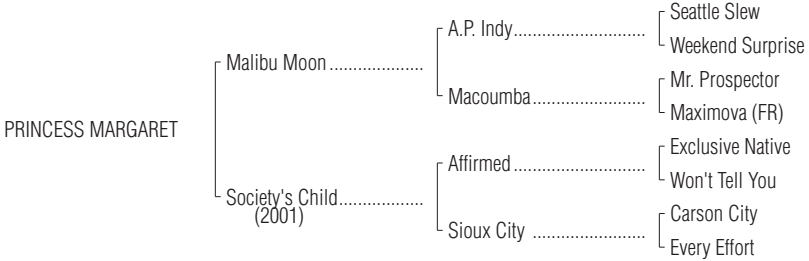 Seattle Slew
A.P. Indy............................
Weekend Surprise
Malibu Moon ....................
Mr. Prospector
Macoumba........................
Maximova (FR)
PRINCESS MARGARET
Exclusive Native
Affirmed ............................
Won't Tell You
Society's Child..................
(2001)
Carson City
Sioux City ........................
Every Effort